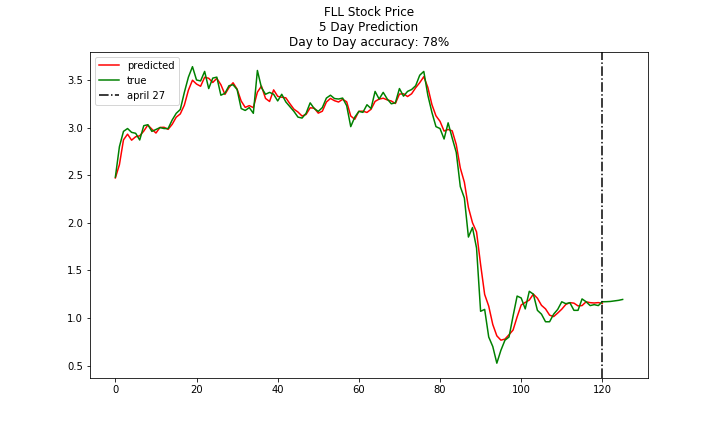 FLL Stock Price
5 Day Prediction
Day to Day accuracy: 78%
predicted
true
april 27
3.5
3.0
2.5
2.0
1.5
1.0
0.5
0 20 40 60 80 100 120